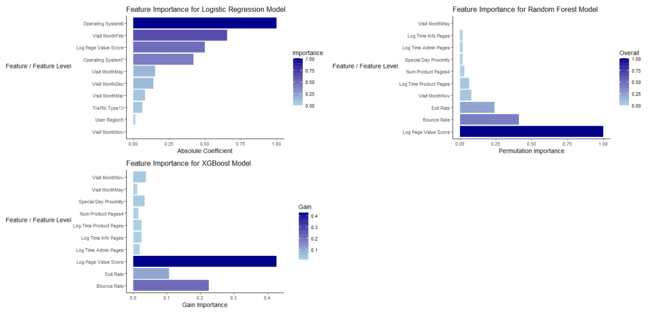 Feature Importance for Logistic Regression Model
Operating System6
Visit MonthFeb
Log Page Value Score
Operating System7
Visit MonthMay
Visit MonthDec
Visit MonthMar
Traffic Type13
User Region5
Visit MonthNov
Feature / Feature Level
0.00 0.25 0.50 0.75 1.00
Absolute Coefficient
Importance
1.00
0.75
0.50
0.25
0.00
Feature Importance for Random Forest Model
Visit MonthMay
Log Time Info Pages
Log Time Admin Pages
Special Day Proximity
Num Product Pages4
Log Time Product Pages
Visit MonthNov
Exit Rate
Bounce Rate
Log Page Value Score
Feature / Feature Level
0.00 0.25 0.50 0.75 1.00
Permutation Importance
Overall
1.00
0.75
0.50
0.25
0.00
Feature Importance for XGBoost Model
Visit MonthNov
Visit MonthMay
Special Day Proximity
Num Product Pages4
Log Time Product Pages
Log Time Info Pages
Log Time Admin Pages
Log Page Value Score
Exit Rate
Bounce Rate
Feature / Feature Level
0.0 0.1 0.2 0.3 0.4
Gain Importance
Gain
0.4
0.3
0.2
0.1